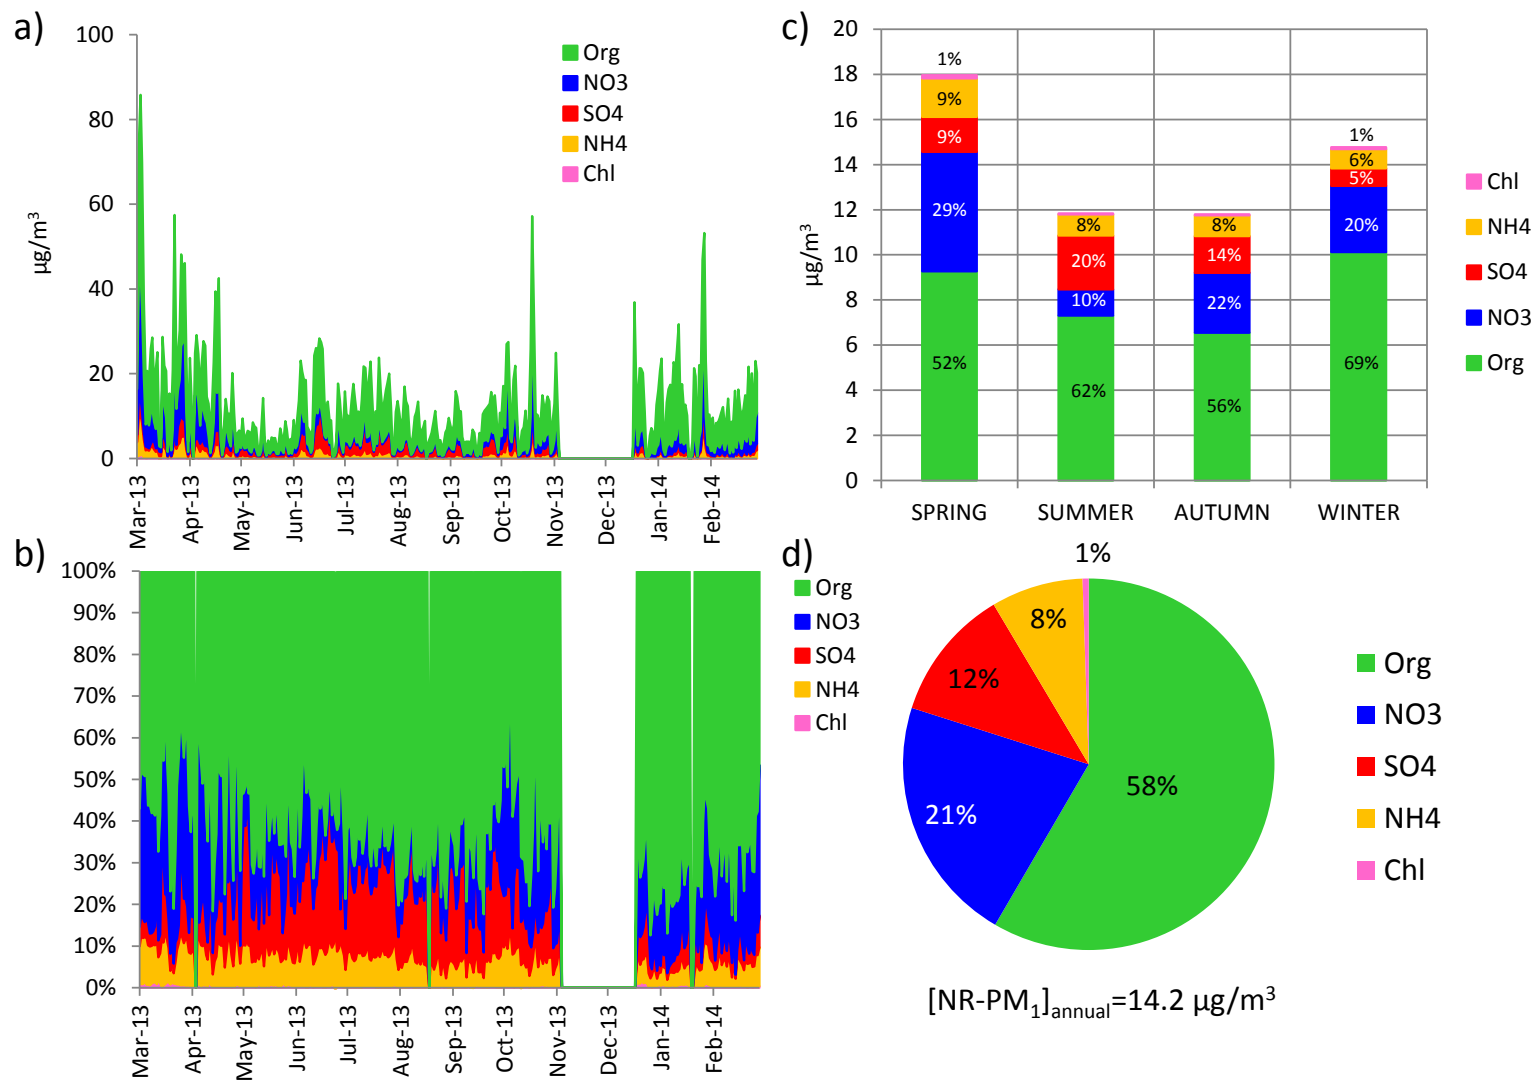 a)
100
80
60
40
20
0
µg/m³
Org
NO3
SO4
NH4
Chl
Mar-13
Apr-13
May-13
Jun-13
Jul-13
Aug-13
Sep-13
Oct-13
Nov-13
Dec-13
Jan-14
Feb-14
c)
20
18
16
14
12
10
8
6
4
2
0
µg/m³
1%
9%
9%
29%
52%
8%
20%
10%
62%
8%
14%
22%
56%
1%
6%
5%
20%
69%
SPRING
SUMMER
AUTUMN
WINTER
Chl
NH4
SO4
NO3
Org
b)
100%
90%
80%
70%
60%
50%
40%
30%
20%
10%
0%
Org
NO3
SO4
NH4
Chl
Mar-13
Apr-13
May-13
Jun-13
Jul-13
Aug-13
Sep-13
Oct-13
Nov-13
Dec-13
Jan-14
Feb-14
d)
1%
8%
12%
21%
58%
Org
NO3
SO4
NH4
Chl
[NR-PM₁]annual=14.2 µg/m³